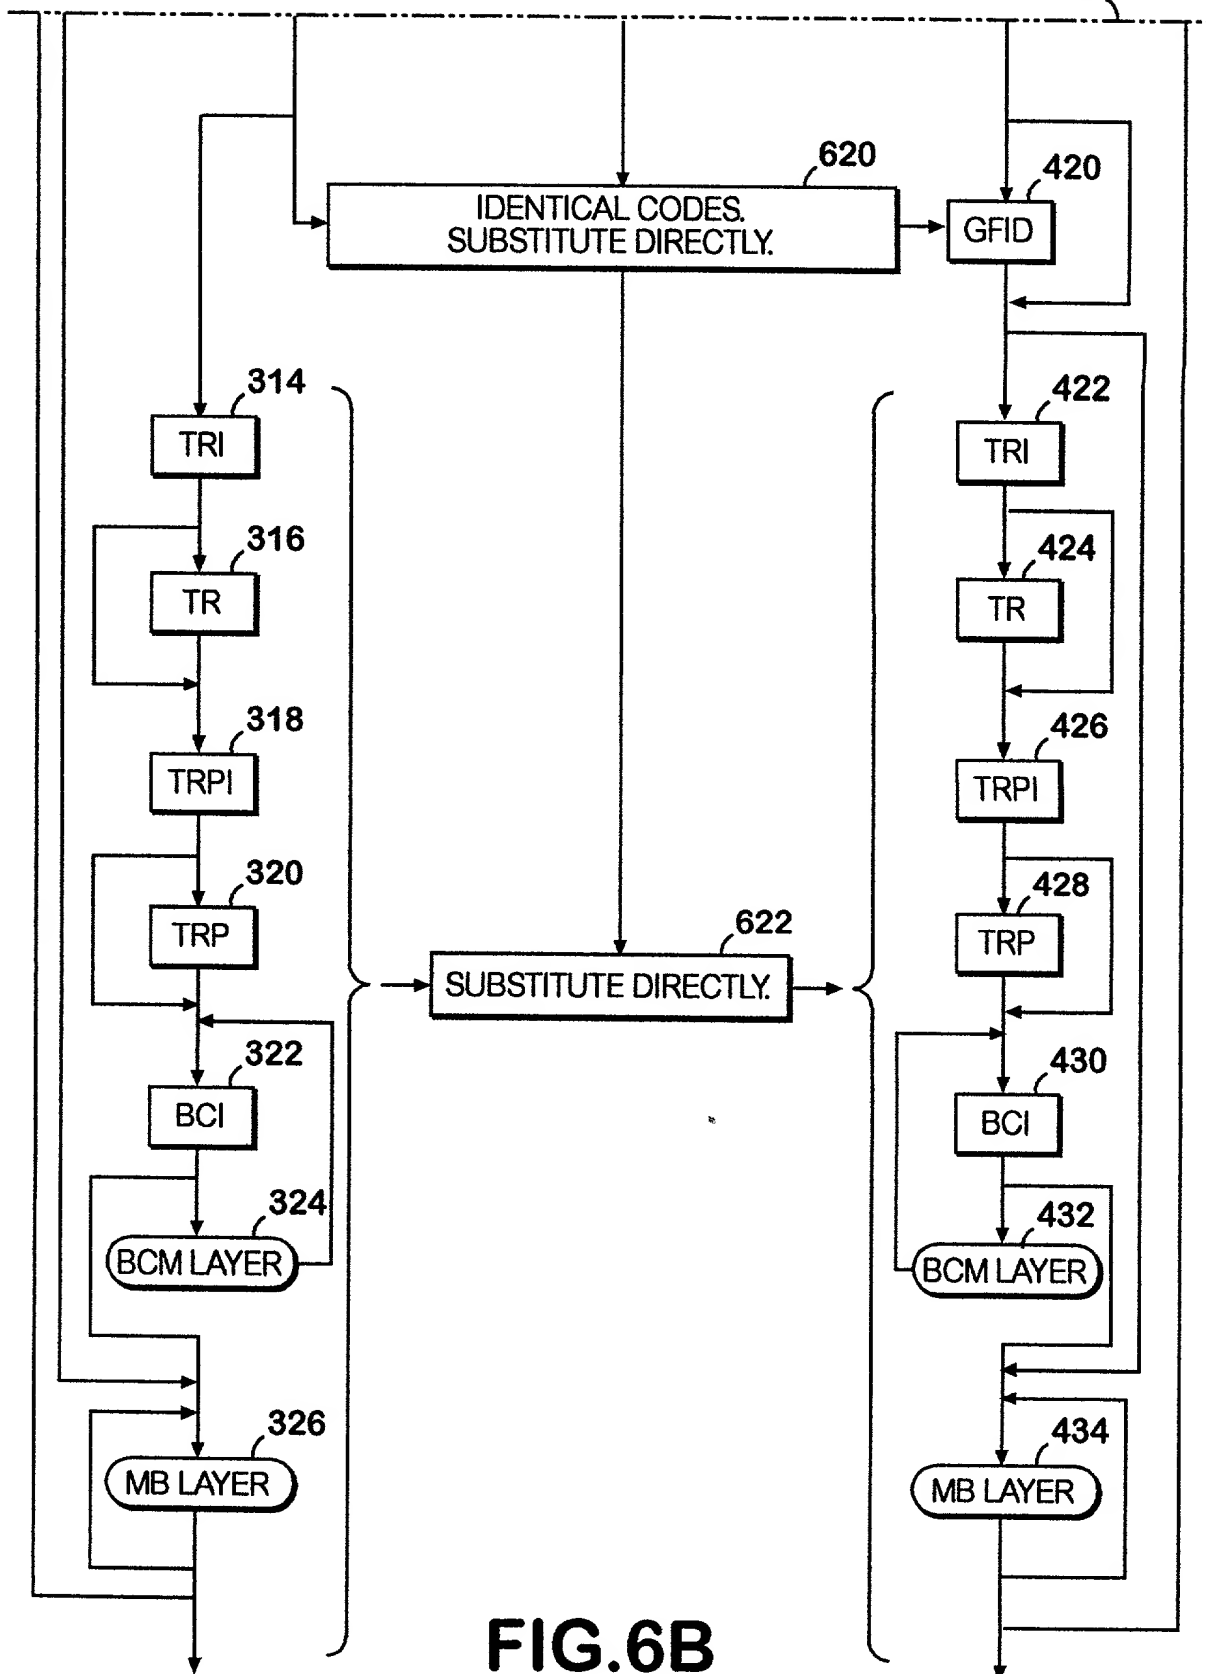 620
IDENTICAL CODES.
SUBSTITUTE DIRECTLY.
420
GFID
314
TRI
316
TR
318
TRPI
320
TRP
322
BCI
324
BCM LAYER
326
MB LAYER
622
SUBSTITUTE DIRECTLY.
422
TRI
424
TR
426
TRPI
428
TRP
430
BCI
432
BCM LAYER
434
MB LAYER
FIG.6B